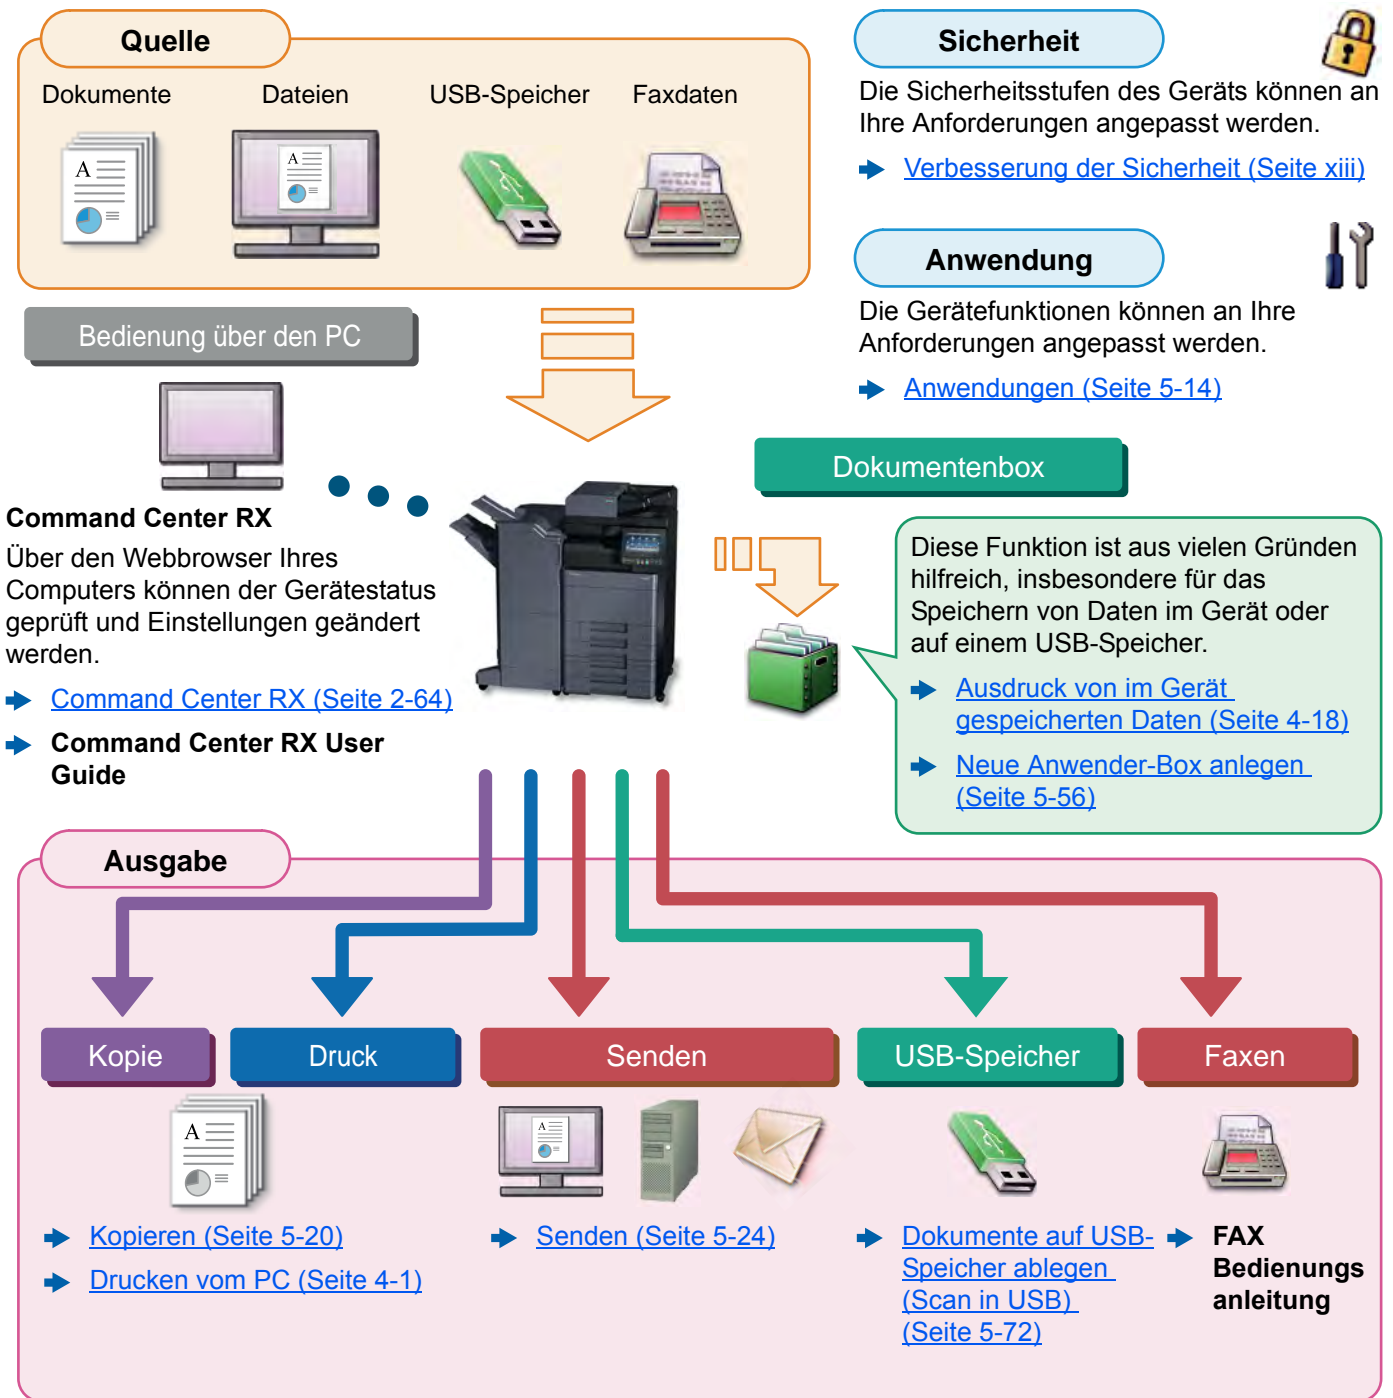 Quelle
Dokumente
Dateien
USB-Speicher
Faxdaten
A
A
Sicherheit
Die Sicherheitsstufen des Geräts können an
Ihre Anforderungen angepasst werden.
Verbesserung der Sicherheit (Seite xiii)
Anwendung
Die Gerätefunktionen können an Ihre
Anforderungen angepasst werden.
Anwendungen (Seite 5-14)
Bedienung über den PC
Command Center RX
Über den Webbrowser Ihres
Computers können der Gerätestatus
geprüft und Einstellungen geändert
werden.
Command Center RX (Seite 2-64)
Command Center RX User
Guide
Dokumentenbox
Diese Funktion ist aus vielen Gründen
hilfreich, insbesondere für das
Speichern von Daten im Gerät oder
auf einem USB-Speicher.
Ausdruck von im Gerät
gespeicherten Daten (Seite 4-18)
Neue Anwender-Box anlegen
(Seite 5-56)
Ausgabe
Kopie
Druck
Senden
USB-Speicher
Faxen
A
A
Kopieren (Seite 5-20)
Drucken vom PC (Seite 4-1)
Senden (Seite 5-24)
Dokumente auf USB-
Speicher ablegen
(Scan in USB)
(Seite 5-72)
FAX
Bedienungs
anleitung